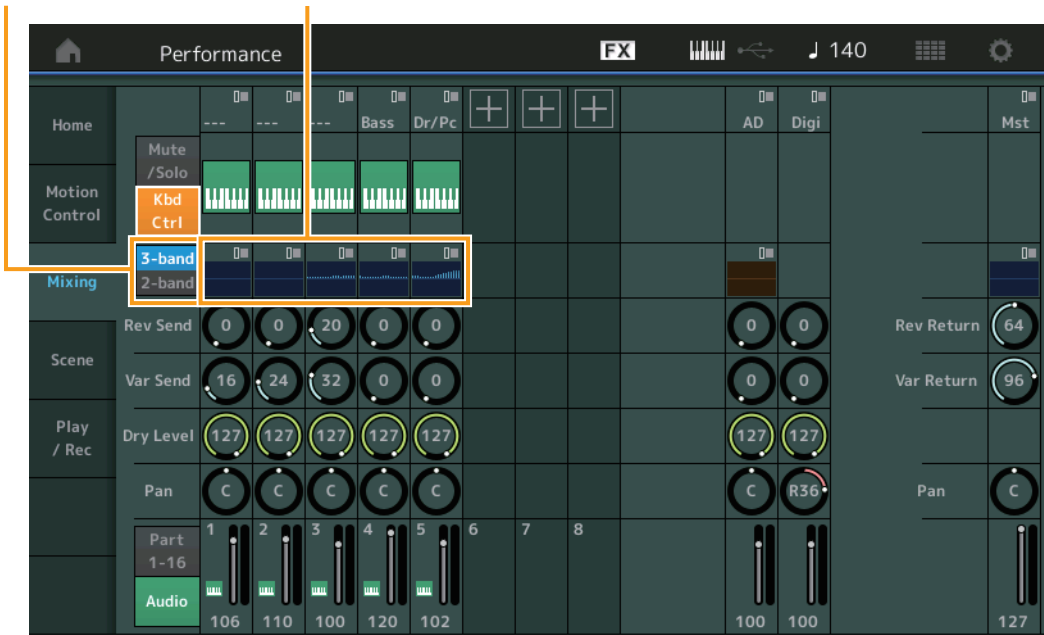 Performance FX 140
--- --- --- Bass Dr/Pc AD Digi Mst
Home
Mute
/Solo
Motion
Control
Kbd
Ctrl
3-band
2-band
Mixing
Rev Send 0 0 20 0 0 0 0 Rev Return 64
Scene
Var Send 16 24 32 0 0 0 0 Var Return 96
Play
/ Rec
Dry Level 127 127 127 127 127 127 127
Pan C C C C C C R36 Pan C
1 2 3 4 5 6 7 8
Part
1-16
Audio
106 110 100 120 102 100 100 127